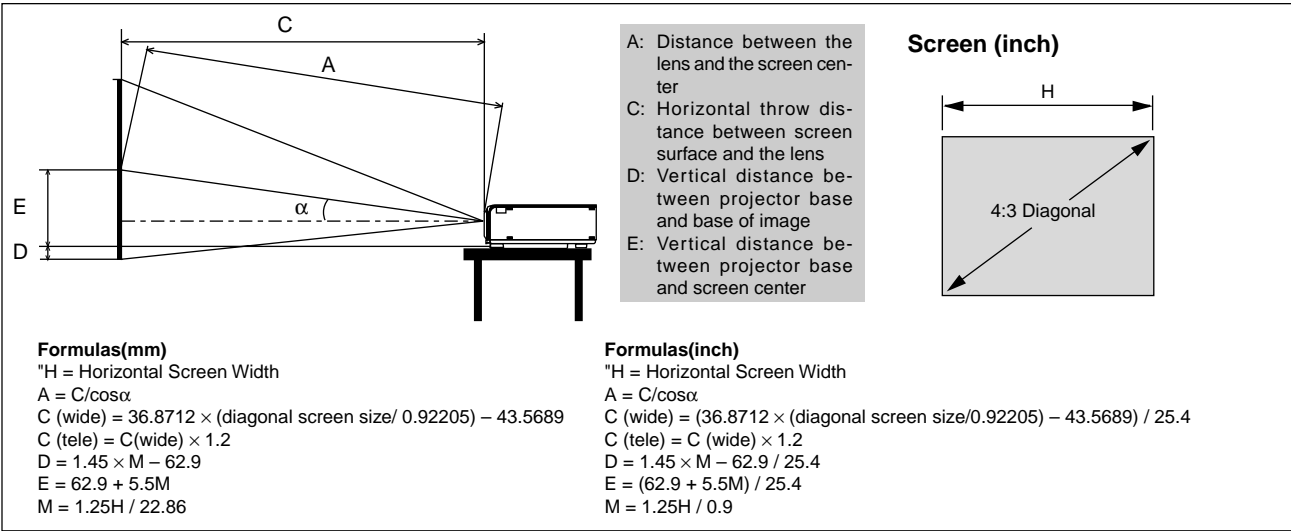 C
A
E
D
α
A: Distance between the
lens and the screen cen-
ter
C: Horizontal throw dis-
tance between screen
surface and the lens
D: Vertical distance be-
tween projector base
and base of image
E: Vertical distance be-
tween projector base
and screen center
Screen (inch)
H
4:3 Diagonal
Formulas(mm)
"H = Horizontal Screen Width
A = C/cosα
C (wide) = 36.8712 × (diagonal screen size/ 0.92205) – 43.5689
C (tele) = C(wide) × 1.2
D = 1.45 × M – 62.9
E = 62.9 + 5.5M
M = 1.25H / 22.86
Formulas(inch)
"H = Horizontal Screen Width
A = C/cosα
C (wide) = (36.8712 × (diagonal screen size/0.92205) – 43.5689) / 25.4
C (tele) = C (wide) × 1.2
D = 1.45 × M – 62.9 / 25.4
E = (62.9 + 5.5M) / 25.4
M = 1.25H / 0.9